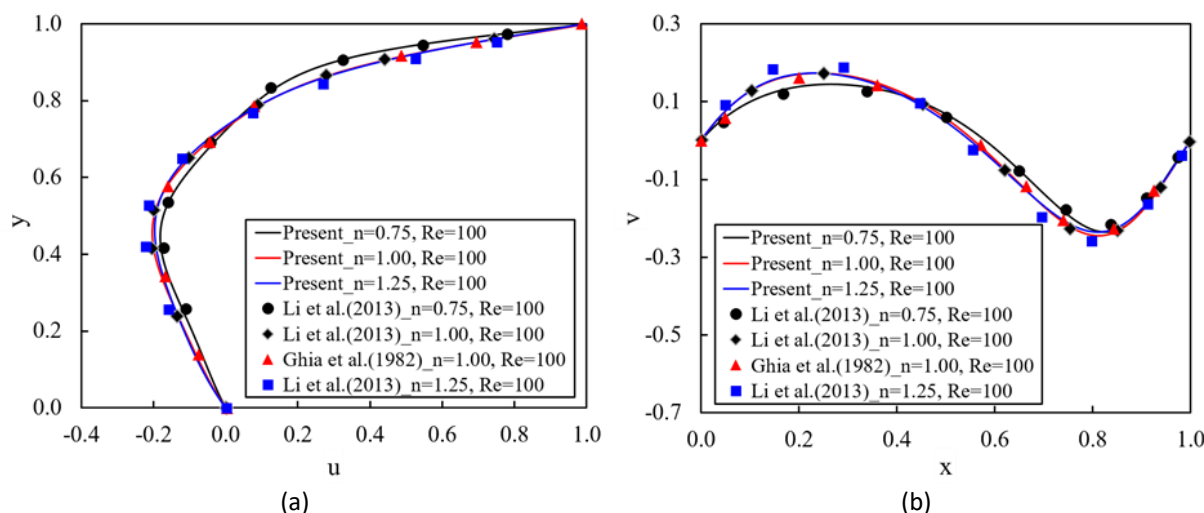 1.0
0.8
0.6
0.4
0.2
0.0
y
-0.4
-0.2
0.0
0.2
0.4
0.6
0.8
1.0
u
Present_n=0.75, Re=100
Present_n=1.00, Re=100
Present_n=1.25, Re=100
Li et al.(2013)_n=0.75, Re=100
Li et al.(2013)_n=1.00, Re=100
Ghia et al.(1982)_n=1.00, Re=100
Li et al.(2013)_n=1.25, Re=100
(a)
0.3
0.1
-0.1
-0.3
-0.5
-0.7
v
0.0
0.2
0.4
0.6
0.8
1.0
x
Present_n=0.75, Re=100
Present_n=1.00, Re=100
Present_n=1.25, Re=100
Li et al.(2013)_n=0.75, Re=100
Li et al.(2013)_n=1.00, Re=100
Ghia et al.(1982)_n=1.00, Re=100
Li et al.(2013)_n=1.25, Re=100
(b)